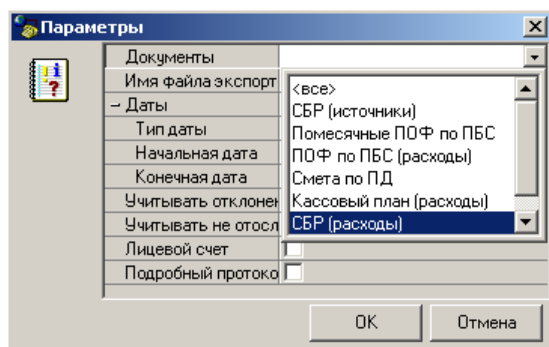 Параметры
Документы
Имя файла экспорт
Даты
Тип даты
Начальная дата
Конечная дата
Учитывать отклонен
Учитывать не отосл
Лицевой счет
Подробный протоко
<все>
СБР (источники)
Помесячные ПОФ по ПБС
ПОФ по ПБС (расходы)
Смета по ПД
Кассовый план (расходы)
СБР (расходы)
OK
Отмена